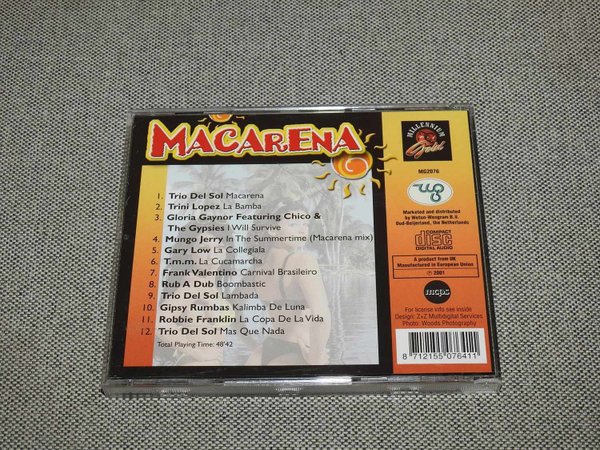 MACARENA
1. Trio Del Sol Macarena
2. Trini Lopez La Bamba
3. Gloria Gaynor Featuring Chico &
The Gypsies I Will Survive
4. Mungo Jerry In The Summertime (Macarena mix)
5. Gary Low La Collegiala
6. T.m.m. La Cucamarcha
7. Frank Valentino Carnival Brasileiro
8. Rub A Dub Boombastic
9. Trio Del Sol Lambada
10. Gipsy Rumbas Kalimba De Luna
11. Robbie Franklin La Copa De La Vida
12. Trio Del Sol Mas Que Nada
Total Playing Time: 48'42
MILLENNIUM
Gold
MG2076
Marketed and distributed
by Weton-Wesgram B.V.
Oud-Beijerland, the Netherlands
COMPACT
disc
DIGITAL AUDIO
A product from UK
Manufactured in European Union
℗ 2001
mcps
For license info see inside
Design: Z+Z Multidigital Services
Photo: Woods Photography
8 712155 076411